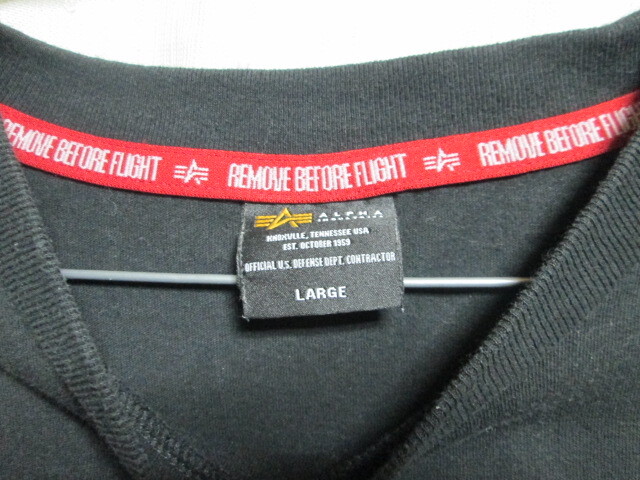 REMOVE BEFORE FLIGHT REMOVE BEFORE FLIGHT REMOVE BEFORE
ALPHA
KNOXVILLE, TENNESSEE USA
EST. OCTOBER 1959
OFFICIAL U.S. DEFENSE DEPT. CONTRACTOR
LARGE